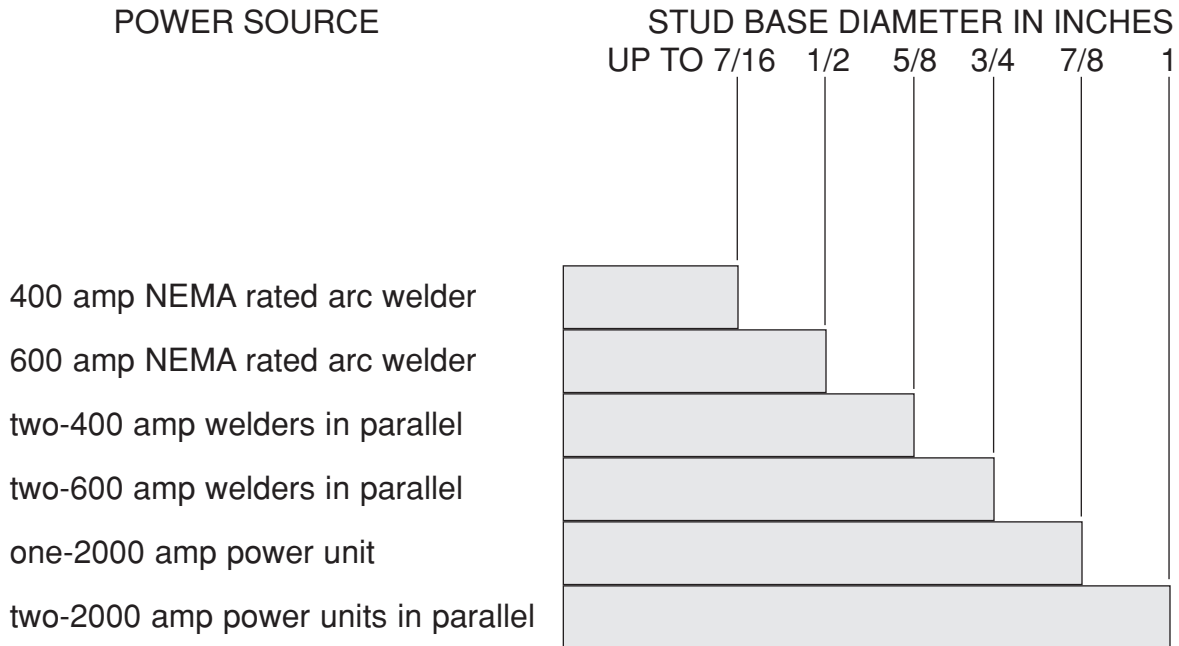 POWER SOURCE STUD BASE DIAMETER IN INCHES
UP TO 7/16 1/2 5/8 3/4 7/8 1
400 amp NEMA rated arc welder
600 amp NEMA rated arc welder
two-400 amp welders in parallel
two-600 amp welders in parallel
one-2000 amp power unit
two-2000 amp power units in parallel